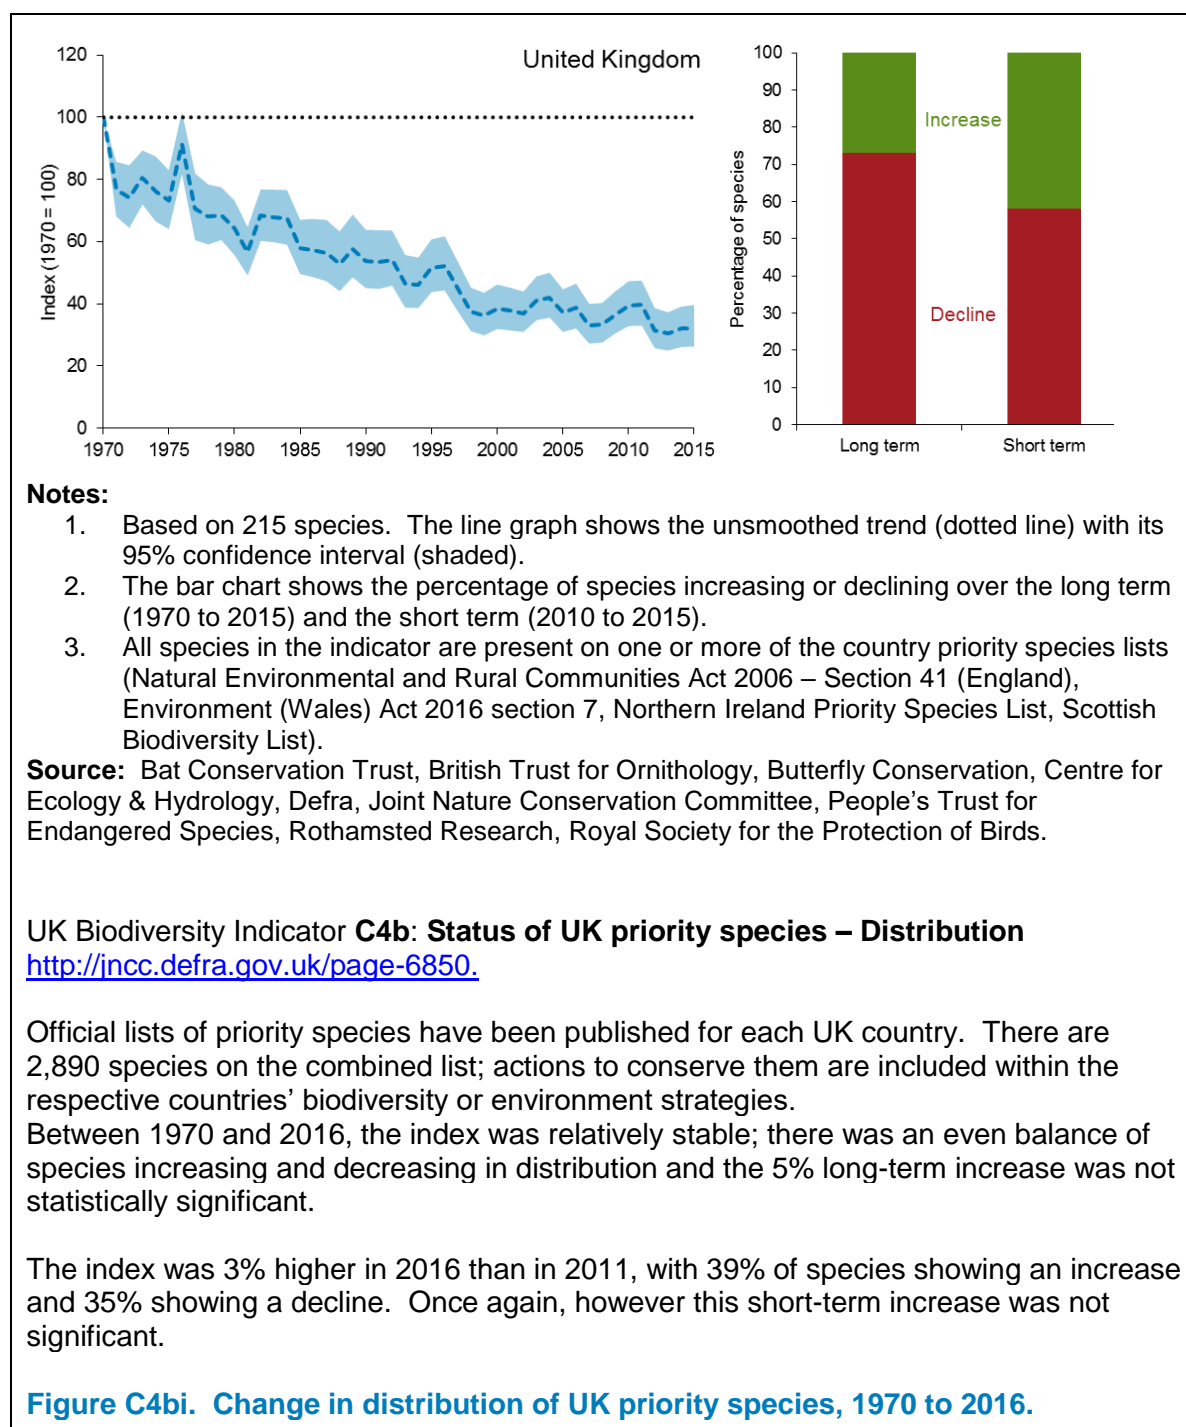 United Kingdom
120
100
80
60
40
20
0
Index (1970 = 100)
1970 1975 1980 1985 1990 1995 2000 2005 2010 2015
100
90
80
70
60
50
40
30
20
10
0
Percentage of species
Increase
Decline
Long term Short term
Notes:
1. Based on 215 species. The line graph shows the unsmoothed trend (dotted line) with its
95% confidence interval (shaded).
2. The bar chart shows the percentage of species increasing or declining over the long term
(1970 to 2015) and the short term (2010 to 2015).
3. All species in the indicator are present on one or more of the country priority species lists
(Natural Environmental and Rural Communities Act 2006 – Section 41 (England),
Environment (Wales) Act 2016 section 7, Northern Ireland Priority Species List, Scottish
Biodiversity List).
Source: Bat Conservation Trust, British Trust for Ornithology, Butterfly Conservation, Centre for
Ecology & Hydrology, Defra, Joint Nature Conservation Committee, People’s Trust for
Endangered Species, Rothamsted Research, Royal Society for the Protection of Birds.
UK Biodiversity Indicator C4b: Status of UK priority species – Distribution
http://jncc.defra.gov.uk/page-6850.
Official lists of priority species have been published for each UK country. There are
2,890 species on the combined list; actions to conserve them are included within the
respective countries’ biodiversity or environment strategies.
Between 1970 and 2016, the index was relatively stable; there was an even balance of
species increasing and decreasing in distribution and the 5% long-term increase was not
statistically significant.
The index was 3% higher in 2016 than in 2011, with 39% of species showing an increase
and 35% showing a decline. Once again, however this short-term increase was not
significant.
Figure C4bi. Change in distribution of UK priority species, 1970 to 2016.